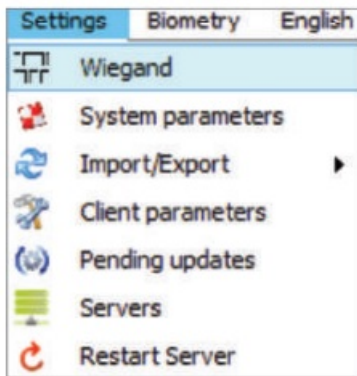 Settings Biometry English
Wiegand
System parameters
Import/Export
Client parameters
Pending updates
Servers
Restart Server